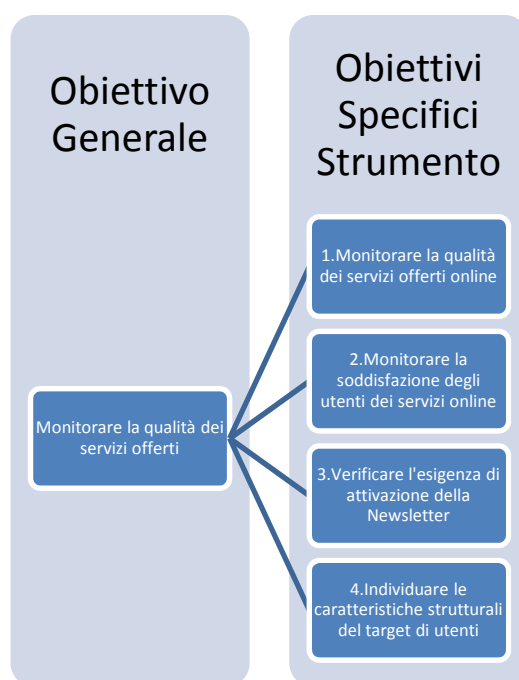 Obiettivo
Generale
Obiettivi
Specifici
Strumento
Monitorare la qualità dei
servizi offerti
1.Monitorare la qualità
dei servizi offerti online
2.Monitorare la
soddisfazione degli
utenti dei servizi online
3.Verificare l'esigenza di
attivazione della
Newsletter
4.Individuare le
caratteristiche strutturali
del target di utenti